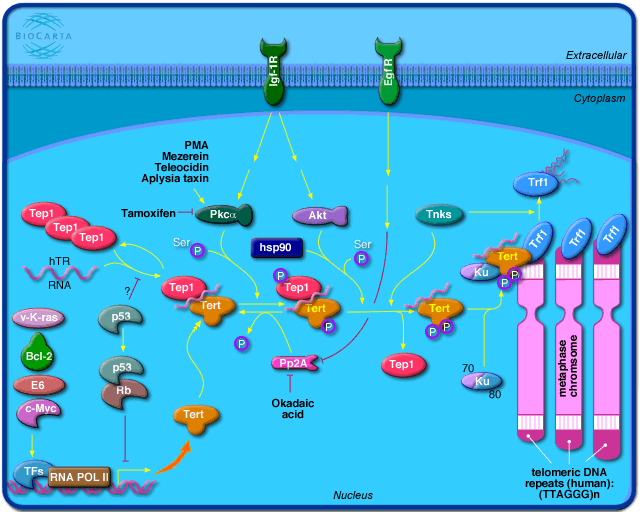 BIOCARTA
Extracellular
Cytoplasm
Igf-1R
Egf R
PMA
Mezerein
Teleocidin
Aplysia taxin
Tamoxifen
Pkcα
Akt
Tnks
Trf1
Tep1
Tep1
Tep1
hTR
RNA
Ser
P
hsp90
Ser
P
Trf1
Trf1
Trf1
Tep1
Tert
P
Tep1
Tert
P
Tert
P
P
Ku
Tert
P
P
?
p53
v-K-ras
Bcl-2
E6
c-Myc
p53
Rb
P
Pp2A
Tep1
Okadaic
acid
70
Ku
80
metaphase
chromsome
Tert
TFs
RNA POL II
telomeric DNA
repeats (human):
(TTAGGG)n
Nucleus